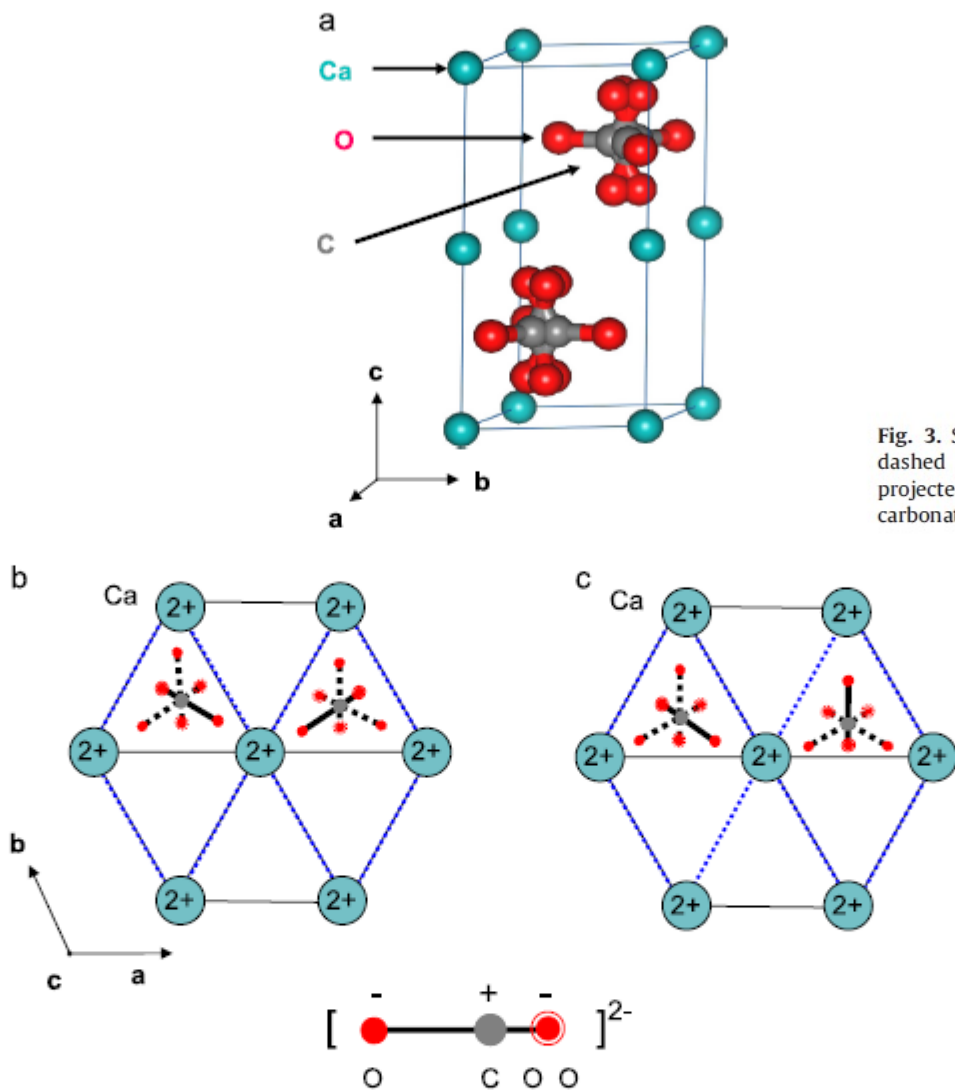 a
Ca
O
C
c
b
a
Fig. 3. S
dashed
projecte
carbonat
b
Ca
2+ 2+
2+ 2+ 2+
2+ 2+
b
c a
c
Ca
2+ 2+
2+ 2+ 2+
2+ 2+
- + -
[ ]2-
O C O O